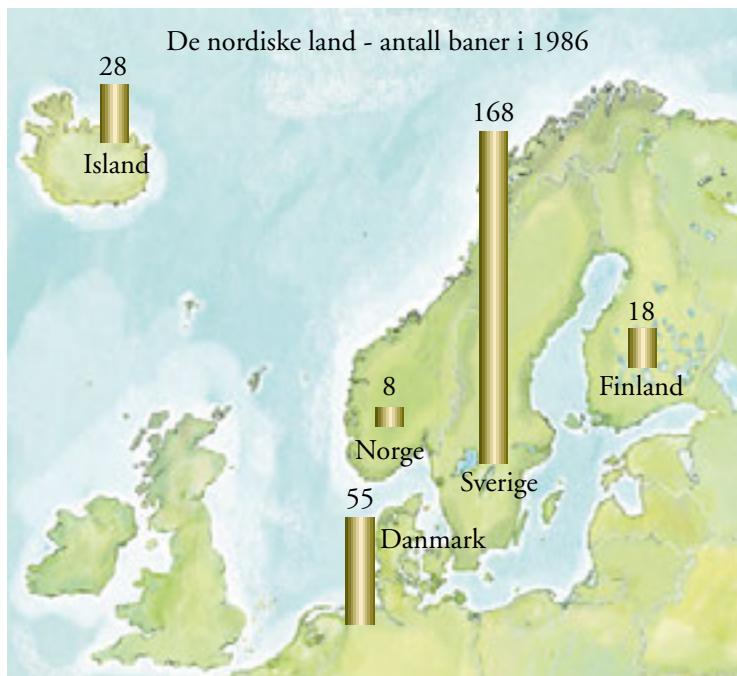 De nordiske land - antall baner i 1986
28
Island
168
18
Finland
8
Norge
Sverige
55
Danmark